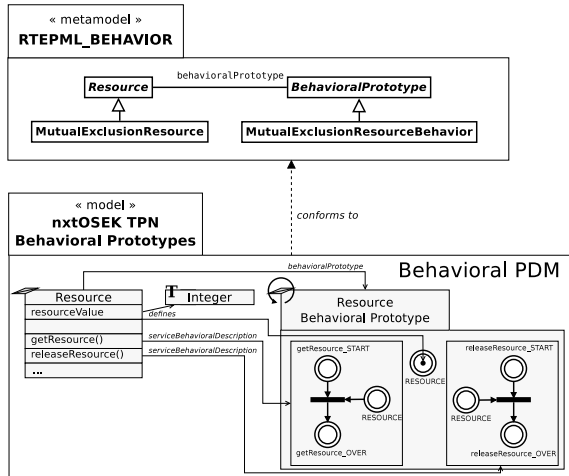 « metamodel »
RTEPML_BEHAVIOR
behavioralPrototype
Resource
BehavioralPrototype
MutualExclusionResource
MutualExclusionResourceBehavior
« model »
nxtOSEK TPN
Behavioral Prototypes
conforms to
Behavioral PDM
behavioralPrototype
Resource
T
Integer
Resource
Behavioral Prototype
resourceValue
defines
getResource()
serviceBehavioralDescription
releaseResource()
serviceBehavioralDescription
...
getResource_START
RESOURCE
getResource_OVER
RESOURCE
releaseResource_START
RESOURCE
releaseResource_OVER